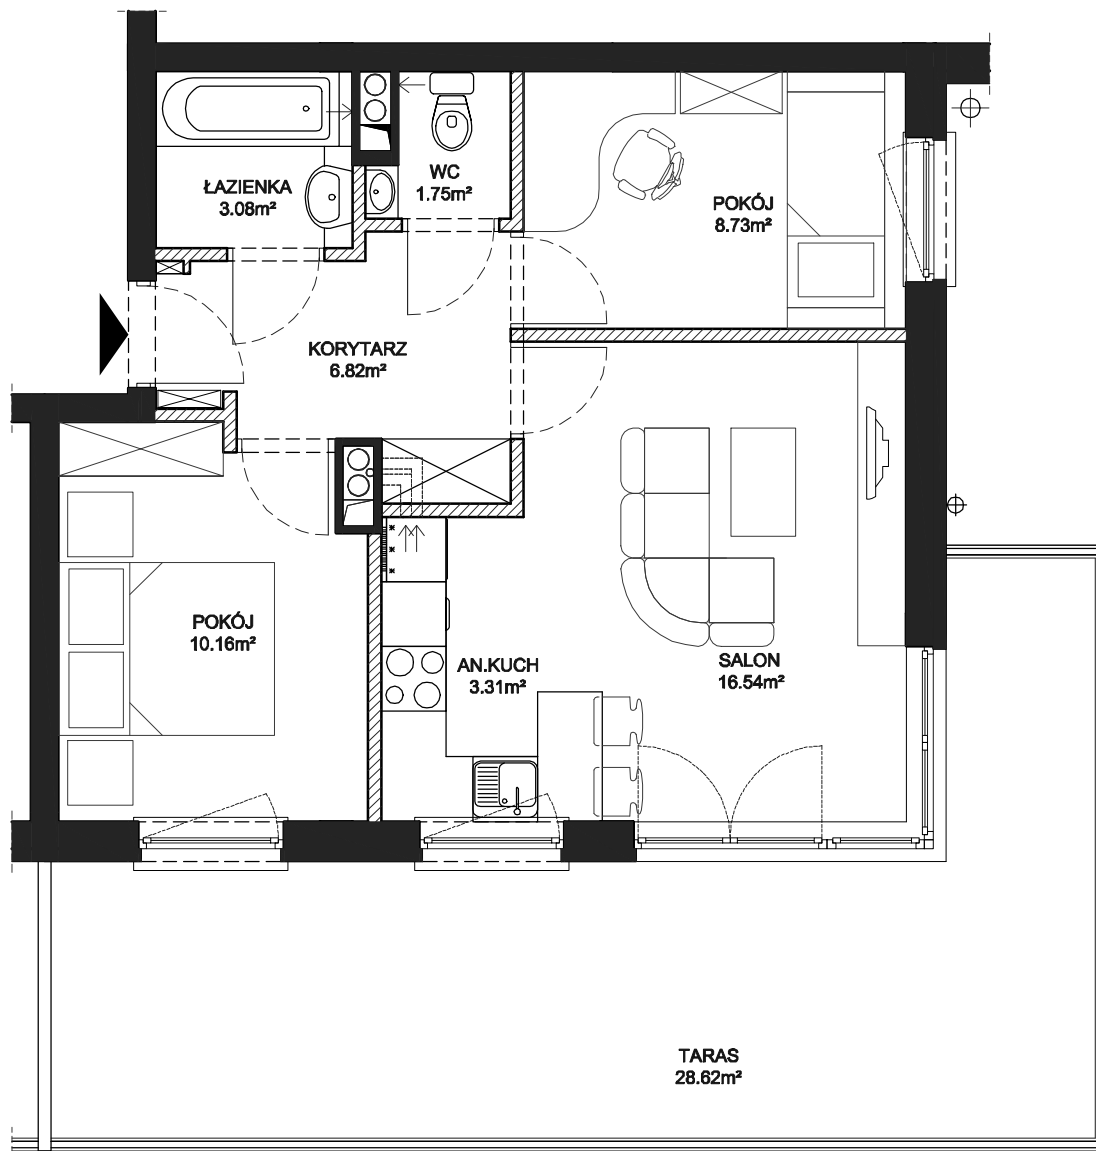 WC
1.75m²
ŁAZIENKA
3.08m²
POKÓJ
8.73m²
KORYTARZ
6.82m²
POKÓJ
10.16m²
AN.KUCH
3.31m²
SALON
16.54m²
TARAS
28.62m²